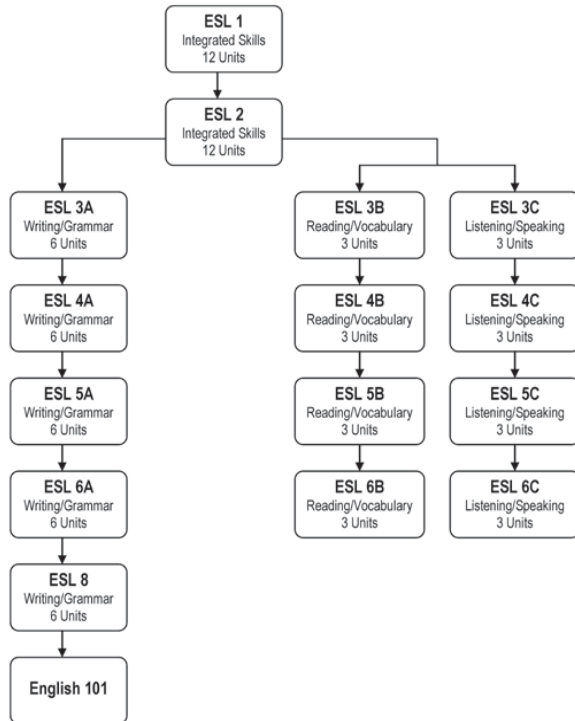 ESL 1
Integrated Skills
12 Units
ESL 2
Integrated Skills
12 Units
ESL 3A
Writing/Grammar
6 Units
ESL 3B
Reading/Vocabulary
3 Units
ESL 3C
Listening/Speaking
3 Units
ESL 4A
Writing/Grammar
6 Units
ESL 4B
Reading/Vocabulary
3 Units
ESL 4C
Listening/Speaking
3 Units
ESL 5A
Writing/Grammar
6 Units
ESL 5B
Reading/Vocabulary
3 Units
ESL 5C
Listening/Speaking
3 Units
ESL 6A
Writing/Grammar
6 Units
ESL 6B
Reading/Vocabulary
3 Units
ESL 6C
Listening/Speaking
3 Units
ESL 8
Writing/Grammar
6 Units
English 101